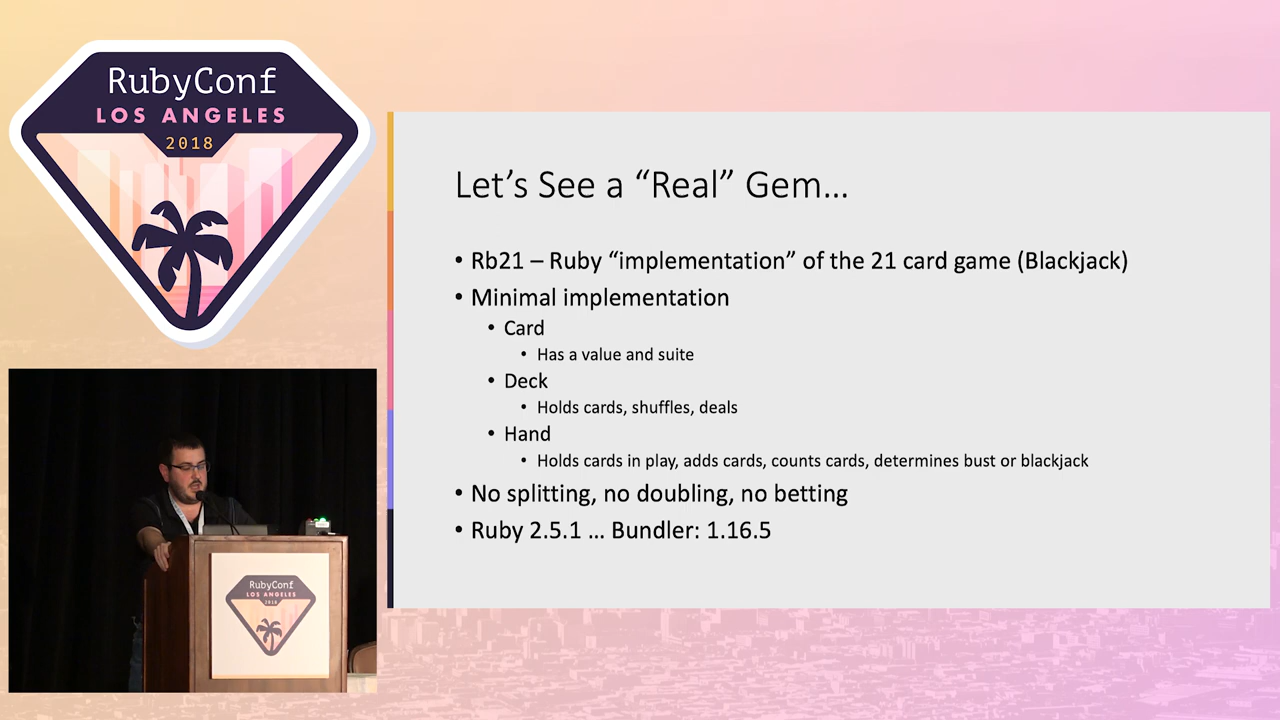 RubyConf
LOS ANGELES
2018
Let's See a “Real” Gem...
• Rb21 – Ruby “implementation” of the 21 card game (Blackjack)
• Minimal implementation
• Card
• Has a value and suite
• Deck
• Holds cards, shuffles, deals
• Hand
• Holds cards in play, adds cards, counts cards, determines bust or blackjack
• No splitting, no doubling, no betting
• Ruby 2.5.1 ... Bundler: 1.16.5
RubyConf
LOS ANGELES
2018